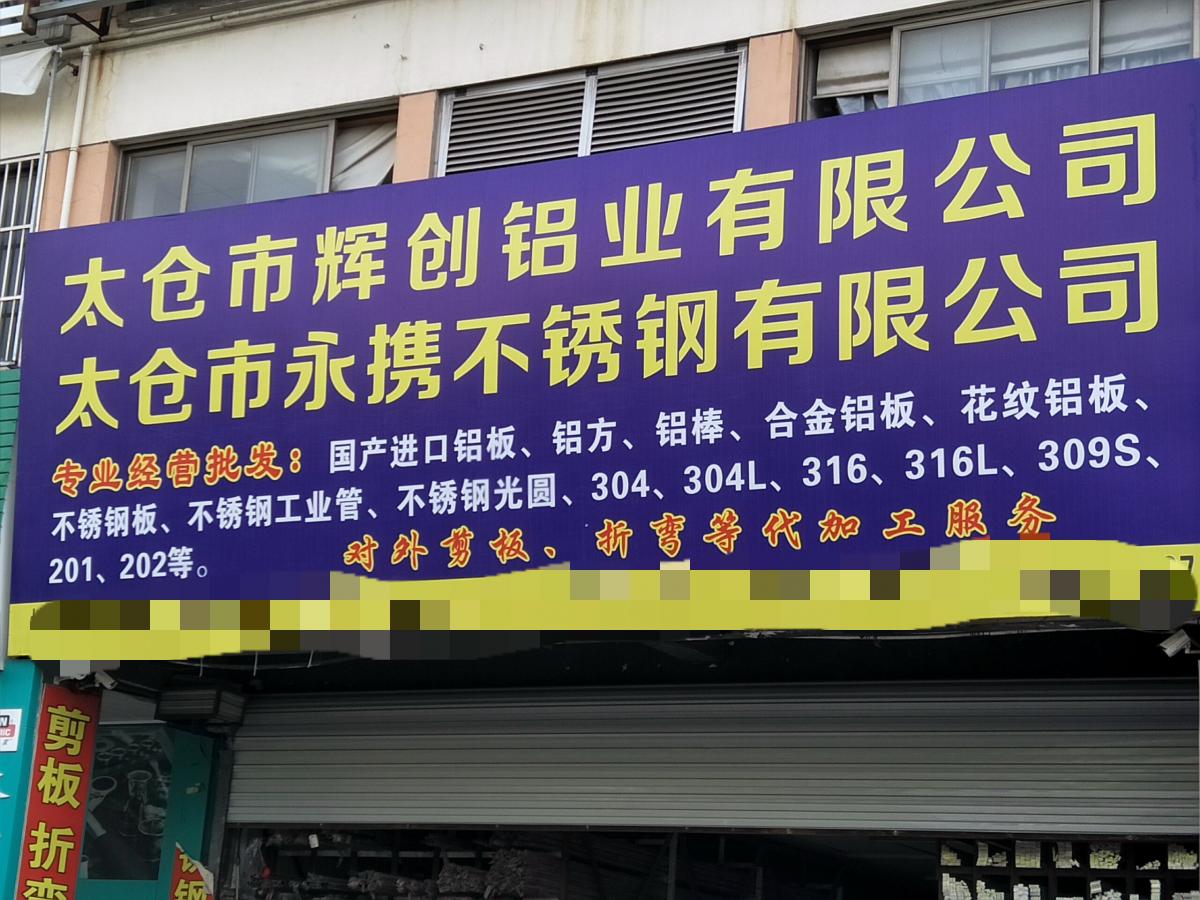 太仓市辉创铝业有限公司
太仓市永携不锈钢有限公司
专业经营批发：国产进口铝板、铝方、铝棒、合金铝板、花纹铝板、
不锈钢板、不锈钢工业管、不锈钢光圆、304、304L、316、316L、309S、
201、202等。
对外剪板、折弯等代加工服务
剪板 折弯